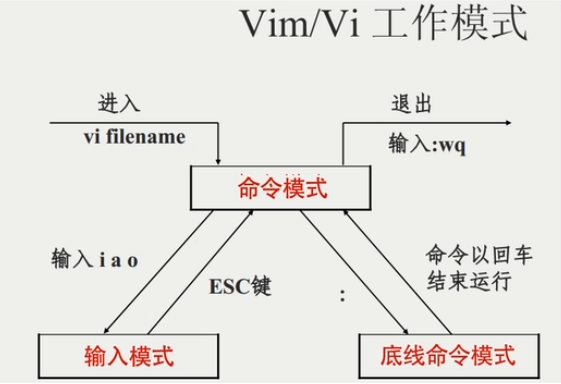 Vim/Vi 工作模式
进入
退出
vi filename
输入:wq
命令模式
输入 i a o
ESC键
:
命令以回车
结束运行
输入模式
底线命令模式